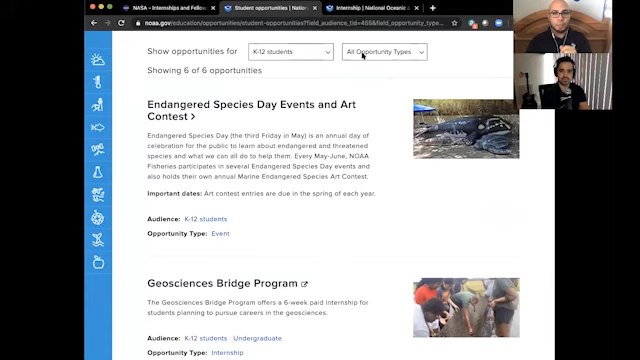 NASA - Internships and Fellow
Student opportunities | Nation
Internship | National Oceanic
noaa.gov/education/opportunities/student-opportunities?field_audience_tid=455&field_opportunity_typ...
Show opportunities for
K-12 students
All Opportunity Types
Showing 6 of 6 opportunities
Endangered Species Day Events and Art
Contest >
Endangered Species Day (the third Friday in May) is an annual day of
celebration for the public to learn about endangered and threatened
species and what we can all do to help them. Every May-June, NOAA
Fisheries participates in several Endangered Species Day events and
also holds their own annual Marine Endangered Species Art Contest.
Important dates: Art contest entries are due in the spring of each year.
Audience: K-12 students
Opportunity Type: Event
Geosciences Bridge Program
The Geosciences Bridge Program offers a 6-week paid internship for
students planning to pursue careers in the geosciences.
Audience: K-12 students Undergraduate
Opportunity Type: Internship